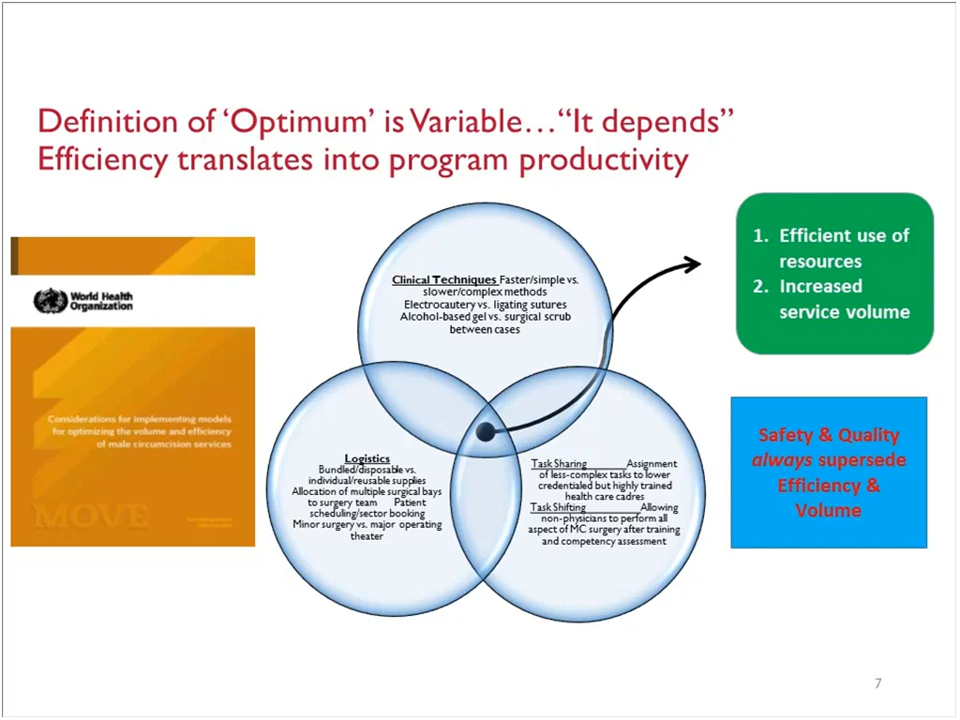 Definition of ‘Optimum’ is Variable…“It depends”
Efficiency translates into program productivity
World Health
Organization
Considerations for implementing models
for optimizing the volume and efficiency
of male circumcision services
MOVE
Clinical Techniques Faster/simple vs.
slower/complex methods
Electrocautery vs. ligating sutures
Alcohol-based gel vs. surgical scrub
between cases
Logistics
Bundled/disposable vs.
individual/reusable supplies
Allocation of multiple surgical bays
to surgery team Patient
scheduling/sector booking
Minor surgery vs. major operating
theater
Task Sharing Assignment
of less-complex tasks to lower
credentialed but highly trained
health care cadres
Task Shifting Allowing
non-physicians to perform all
aspect of MC surgery after training
and competency assessment
1. Efficient use of
resources
2. Increased
service volume
Safety & Quality
always supersede
Efficiency &
Volume
7